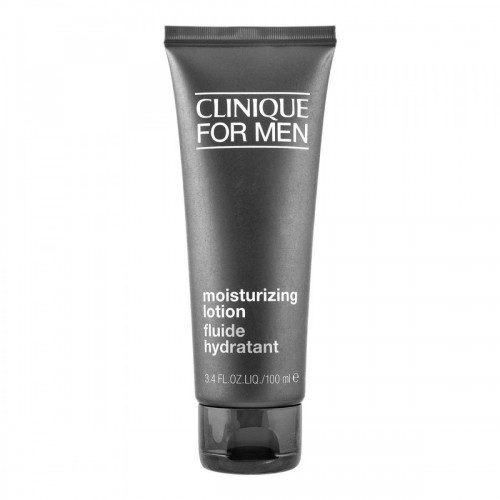 CLINIQUE
FOR MEN
moisturizing
lotion
fluide
hydratant
3.4 FL.OZ.LIQ./100 ml ℮